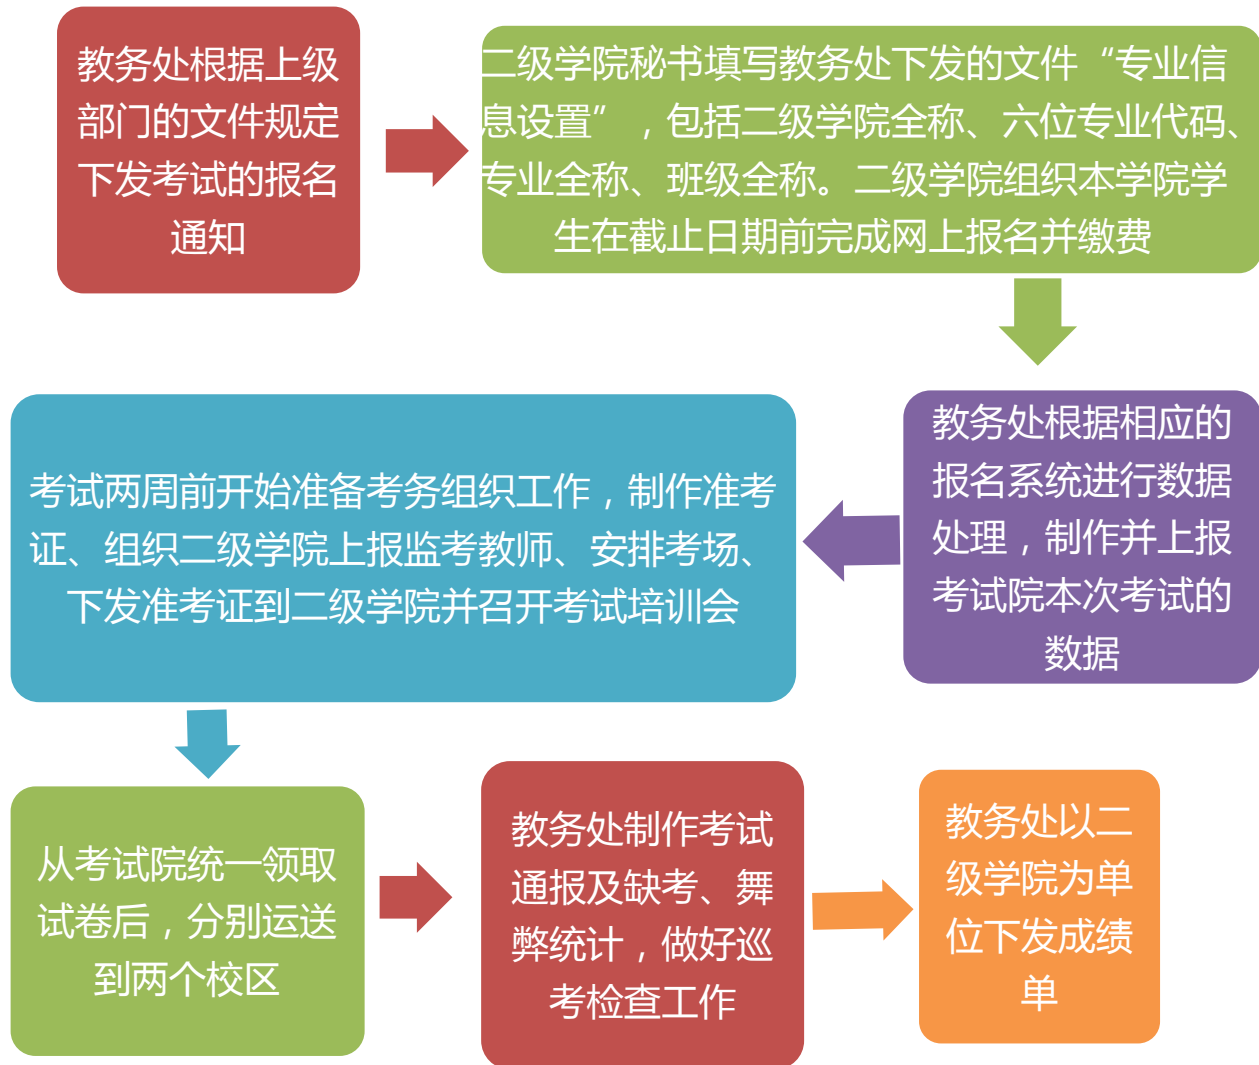 教务处根据上级
部门的文件规定
下发考试的报名
通知
二级学院秘书填写教务处下发的文件“专业信
息设置”，包括二级学院全称、六位专业代码、
专业全称、班级全称。二级学院组织本学院学
生在截止日期前完成网上报名并缴费
教务处根据相应的
报名系统进行数据
处理，制作并上报
考试院本次考试的
数据
考试两周前开始准备考务组织工作，制作准考
证、组织二级学院上报监考教师、安排考场、
下发准考证到二级学院并召开考试培训会
从考试院统一领取
试卷后，分别运送
到两个校区
教务处制作考试
通报及缺考、舞
弊统计，做好巡
考检查工作
教务处以二
级学院为单
位下发成绩
单